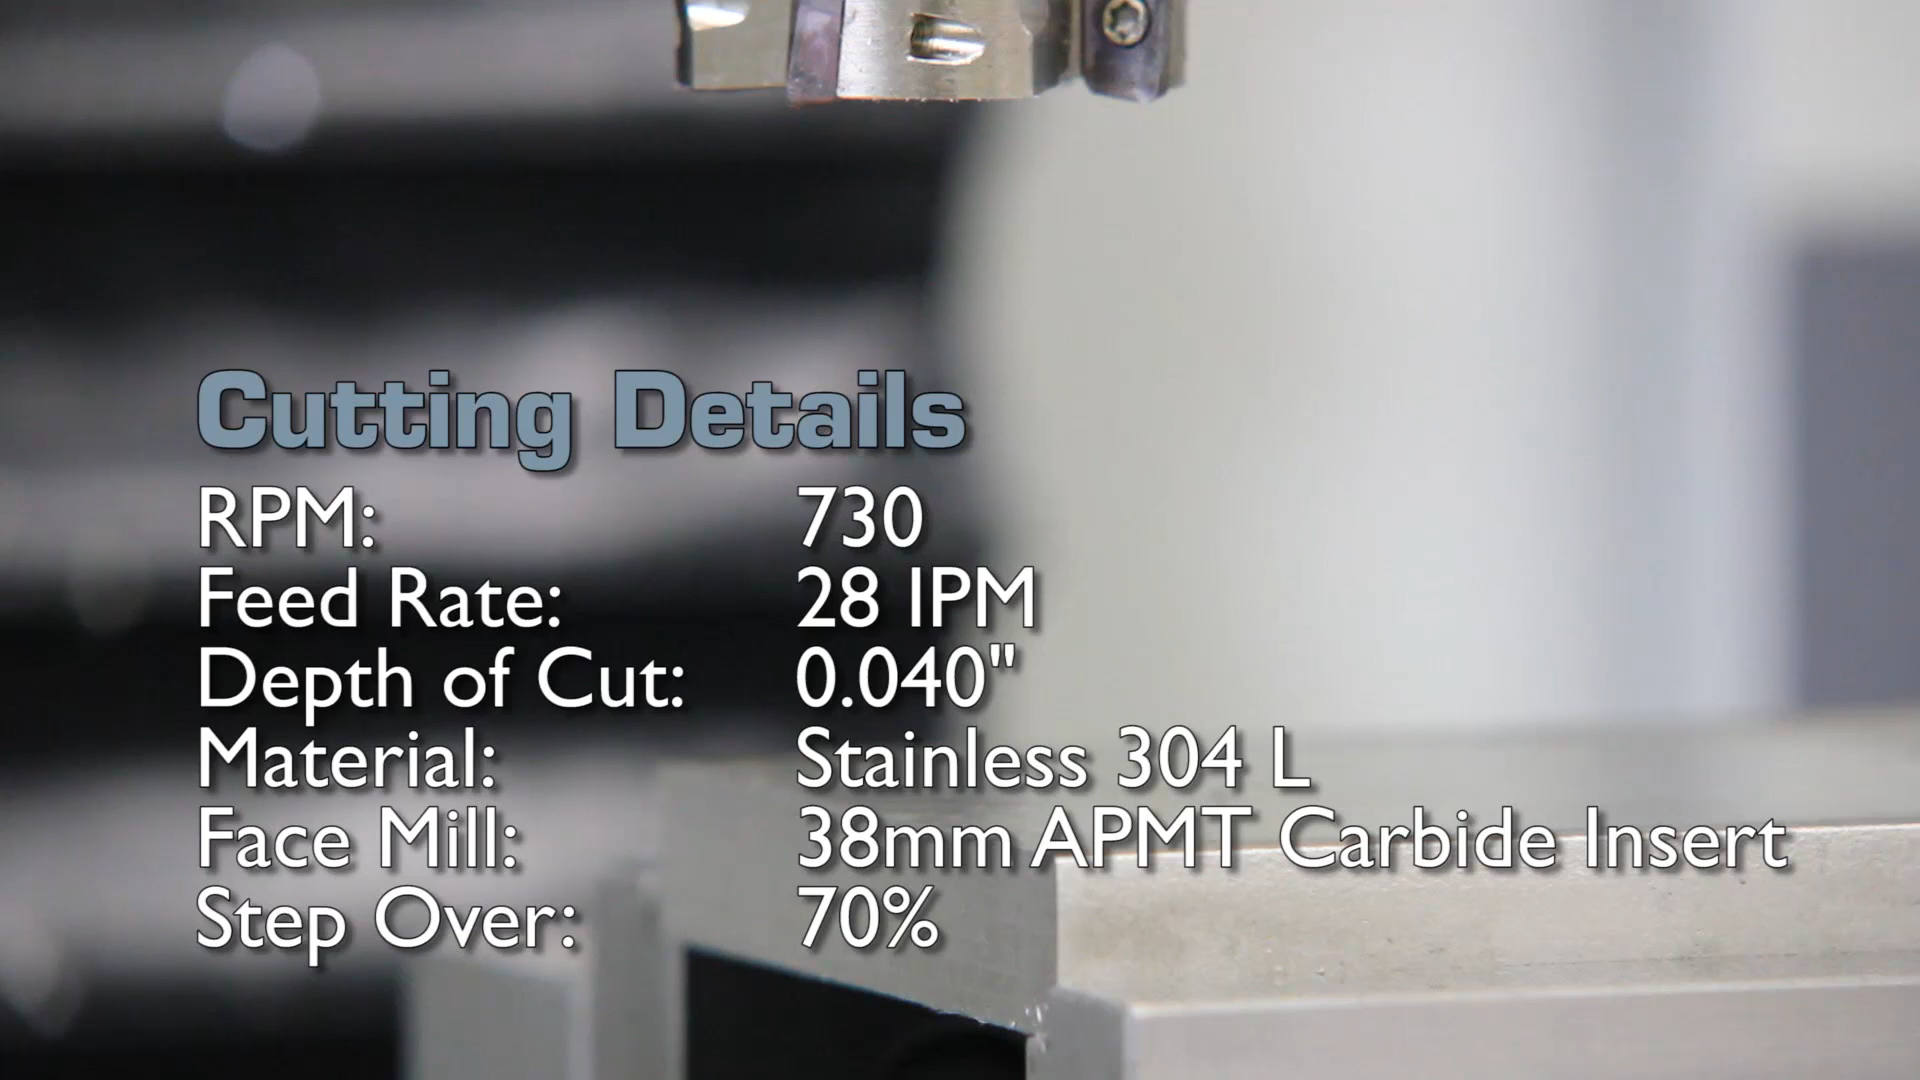 Cutting Details
RPM: 730
Feed Rate: 28 IPM
Depth of Cut: 0.040"
Material: Stainless 304 L
Face Mill: 38mm APMT Carbide Insert
Step Over: 70%